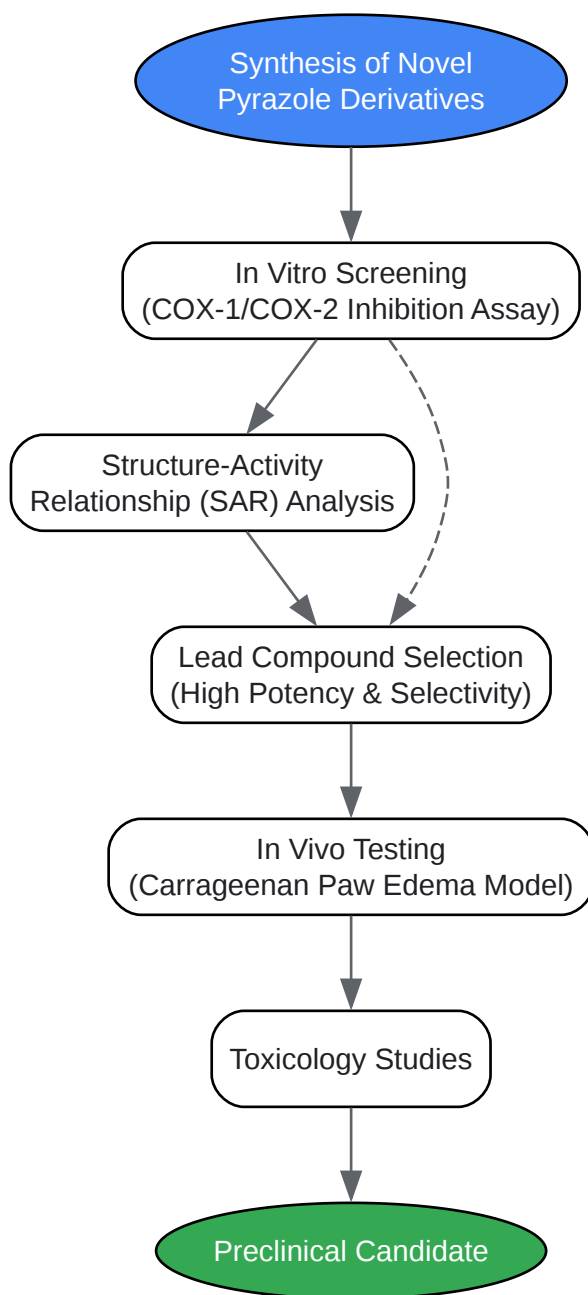 Synthesis of Novel
Pyrazole Derivatives
In Vitro Screening
(COX-1/COX-2 Inhibition Assay)
Structure-Activity
Relationship (SAR) Analysis
Lead Compound Selection
(High Potency & Selectivity)
In Vivo Testing
(Carrageenan Paw Edema Model)
Toxicology Studies
Preclinical Candidate